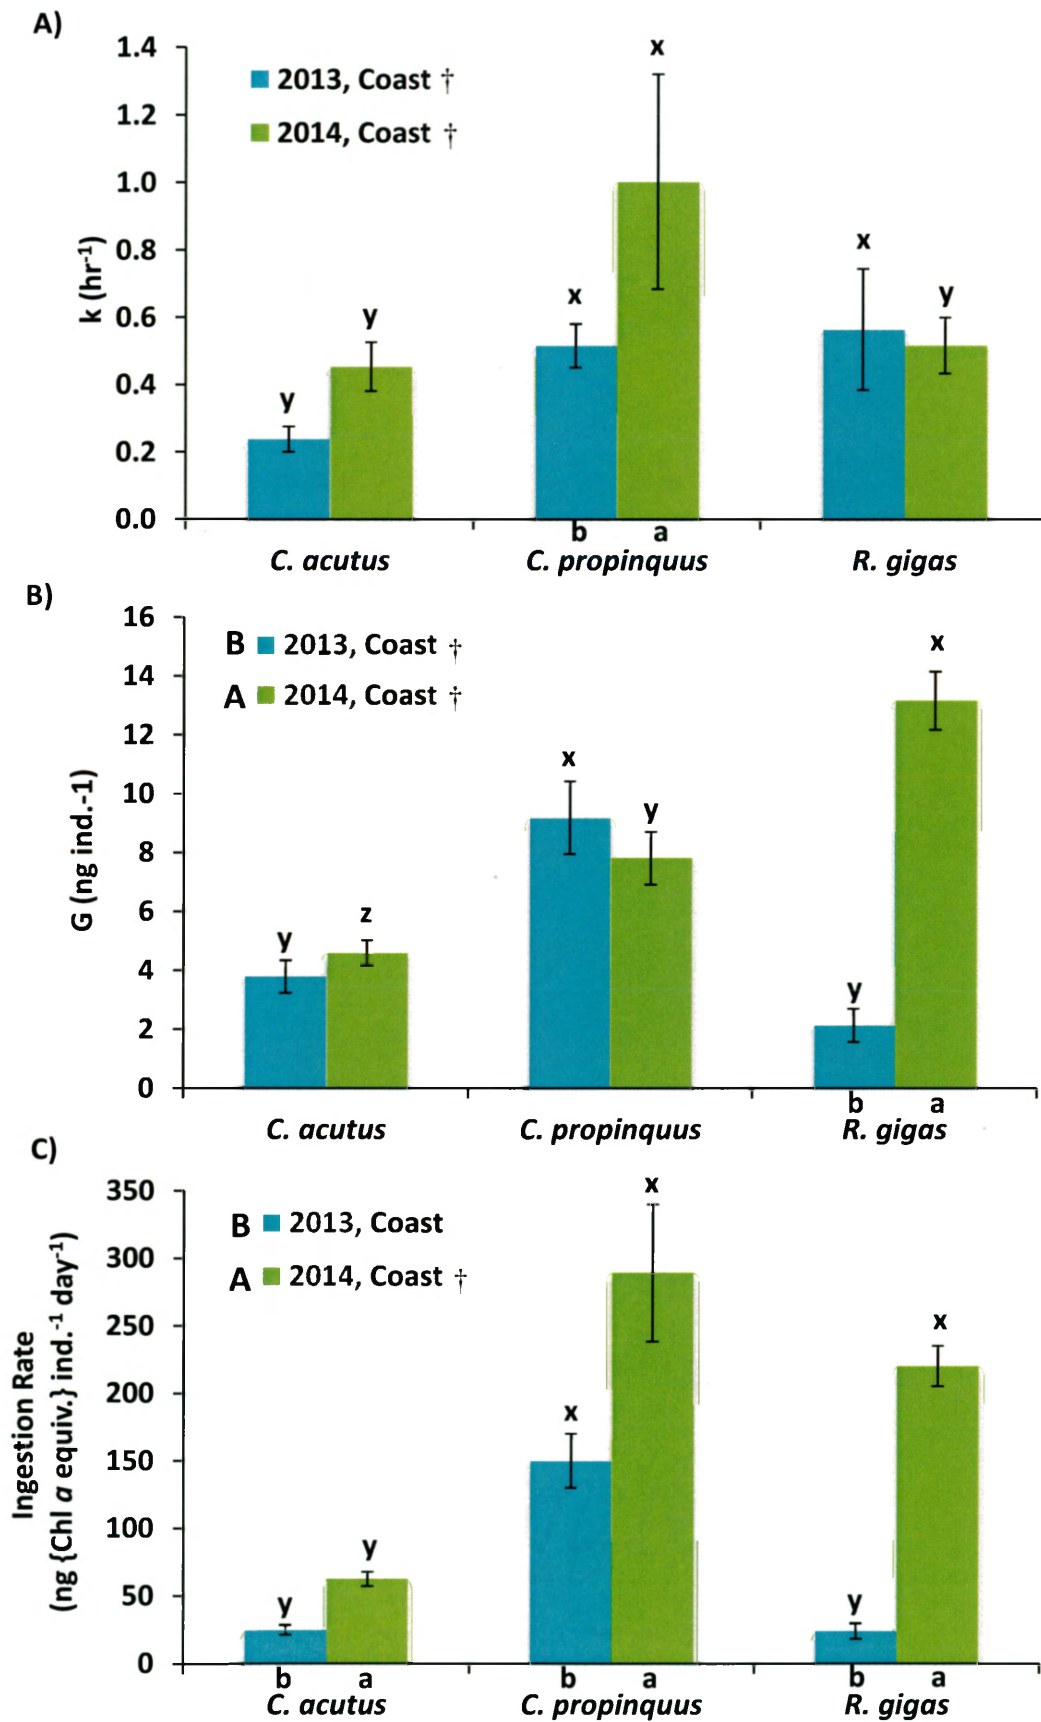 A)
1.4
1.2
1.0
0.8
0.6
0.4
0.2
0.0
k (hr-1)
2013, Coast †
2014, Coast †
y
y
x
x
x
y
b a
C. acutus C. propinquus R. gigas
B)
16
14
12
10
8
6
4
2
0
G (ng ind.-1)
B 2013, Coast †
A 2014, Coast †
y
z
x
y
y
x
b a
C. acutus C. propinquus R. gigas
C)
350
300
250
200
150
100
50
0
Ingestion Rate
(ng {Chl a equiv.} ind.-1 day-1)
B 2013, Coast
A 2014, Coast †
y
y
x
x
y
x
b a b a b a
C. acutus C. propinquus R. gigas